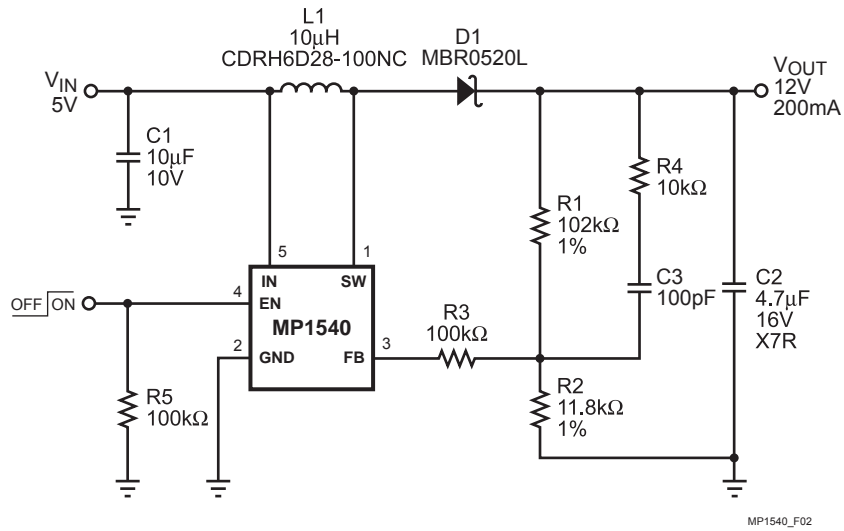 L1
10µH
CDRH6D28-100NC
D1
MBR0520L
VIN
5V
VOUT
12V
200mA
C1
10µF
10V
R4
10kΩ
R1
102kΩ
1%
5
1
IN
SW
C3
100pF
C2
4.7µF
16V
X7R
OFF ON
4
EN
MP1540
R3
100kΩ
2
GND
FB
3
R5
100kΩ
R2
11.8kΩ
1%
MP1540_F02